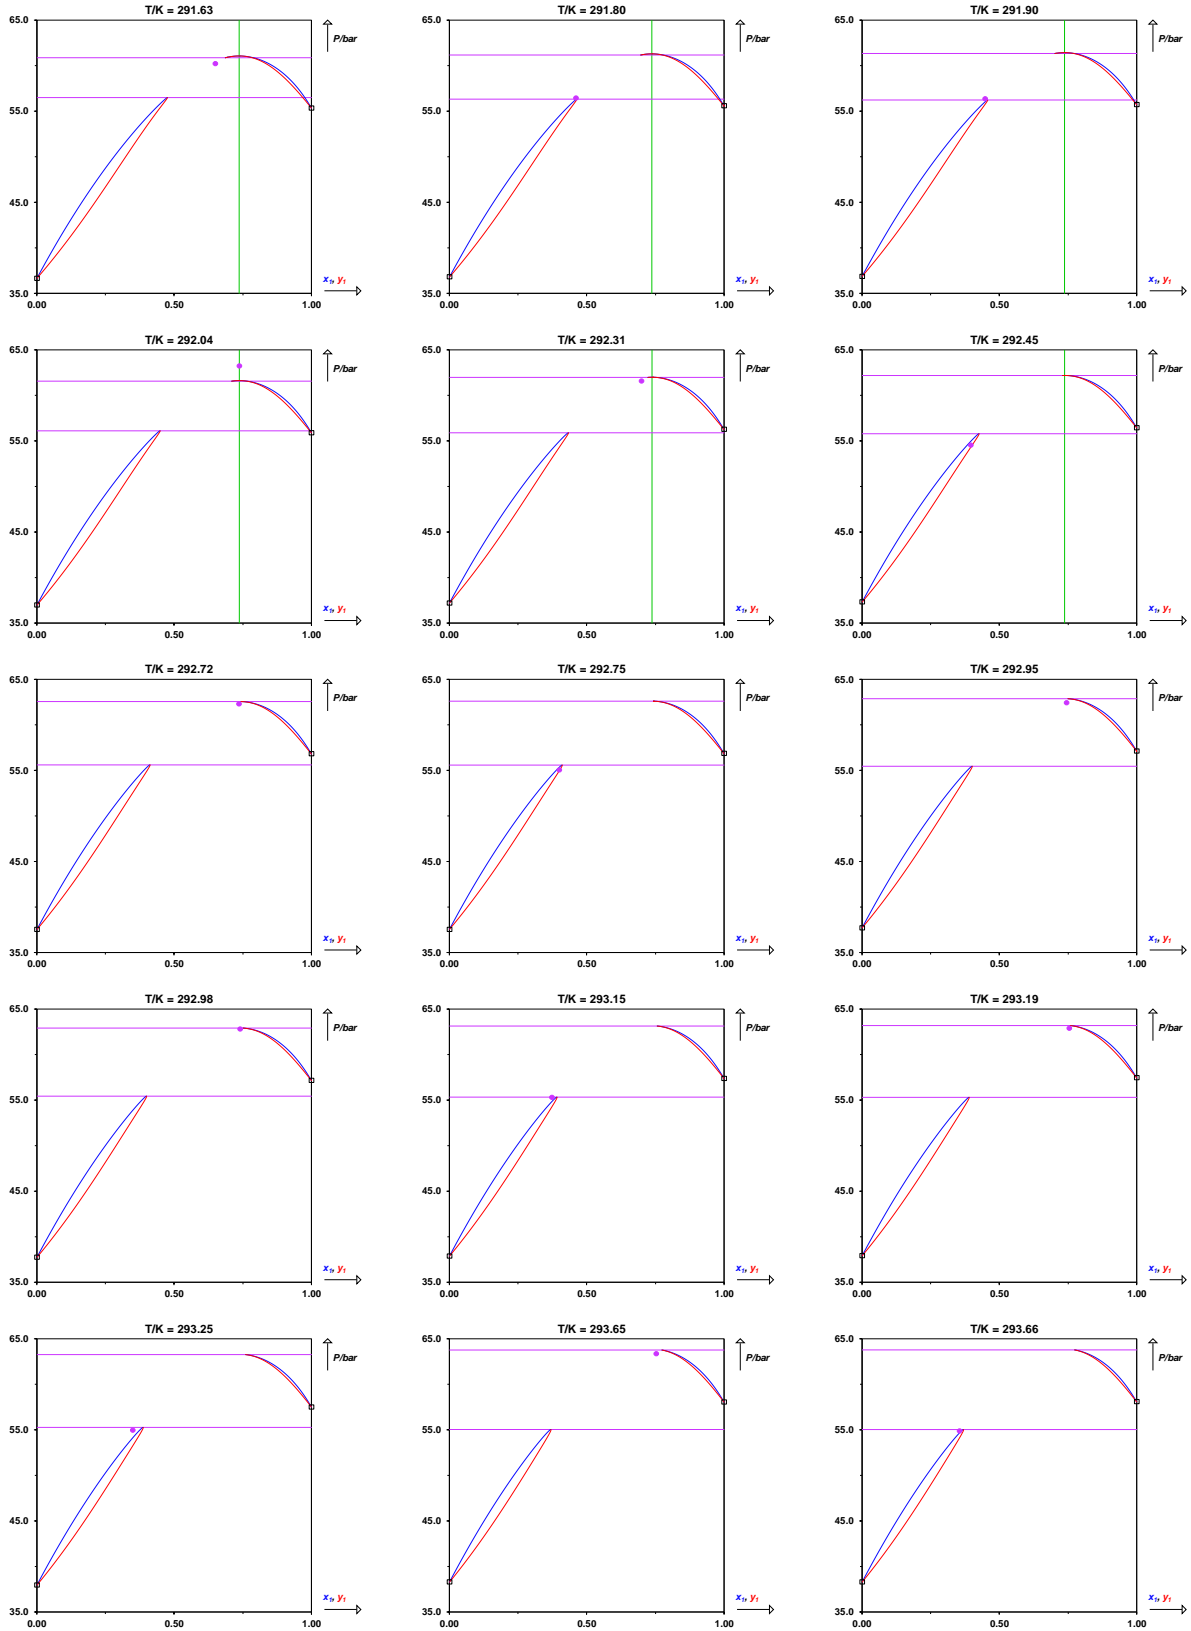 T/K = 291.63 T/K = 291.80 T/K = 291.90
65.0 65.0 65.0
P/bar P/bar P/bar
55.0 55.0 55.0
45.0 45.0 45.0
x1, y1 x1, y1 x1, y1
35.0 35.0 35.0
0.00 0.50 1.00 0.00 0.50 1.00 0.00 0.50 1.00
T/K = 292.04 T/K = 292.31 T/K = 292.45
65.0 65.0 65.0
P/bar P/bar P/bar
55.0 55.0 55.0
45.0 45.0 45.0
x1, y1 x1, y1 x1, y1
35.0 35.0 35.0
0.00 0.50 1.00 0.00 0.50 1.00 0.00 0.50 1.00
T/K = 292.72 T/K = 292.75 T/K = 292.95
65.0 65.0 65.0
P/bar P/bar P/bar
55.0 55.0 55.0
45.0 45.0 45.0
x1, y1 x1, y1 x1, y1
35.0 35.0 35.0
0.00 0.50 1.00 0.00 0.50 1.00 0.00 0.50 1.00
T/K = 292.98 T/K = 293.15 T/K = 293.19
65.0 65.0 65.0
P/bar P/bar P/bar
55.0 55.0 55.0
45.0 45.0 45.0
x1, y1 x1, y1 x1, y1
35.0 35.0 35.0
0.00 0.50 1.00 0.00 0.50 1.00 0.00 0.50 1.00
T/K = 293.25 T/K = 293.65 T/K = 293.66
65.0 65.0 65.0
P/bar P/bar P/bar
55.0 55.0 55.0
45.0 45.0 45.0
x1, y1 x1, y1 x1, y1
35.0 35.0 35.0
0.00 0.50 1.00 0.00 0.50 1.00 0.00 0.50 1.00